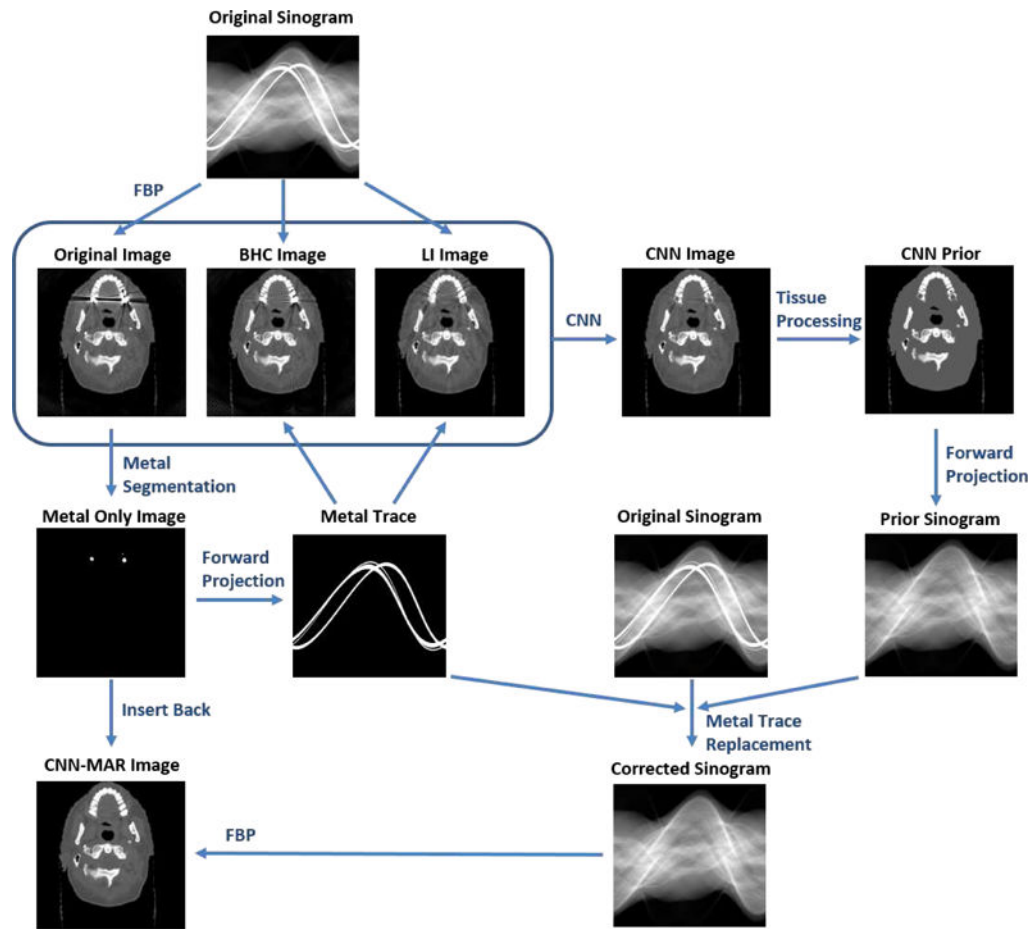 Original Sinogram
FBP
Original Image
BHC Image
LI Image
CNN
CNN Image
Tissue
Processing
CNN Prior
Metal
Segmentation
Forward
Projection
Metal Only Image
Forward
Projection
Metal Trace
Original Sinogram
Prior Sinogram
Insert Back
Metal Trace
Replacement
CNN-MAR Image
FBP
Corrected Sinogram